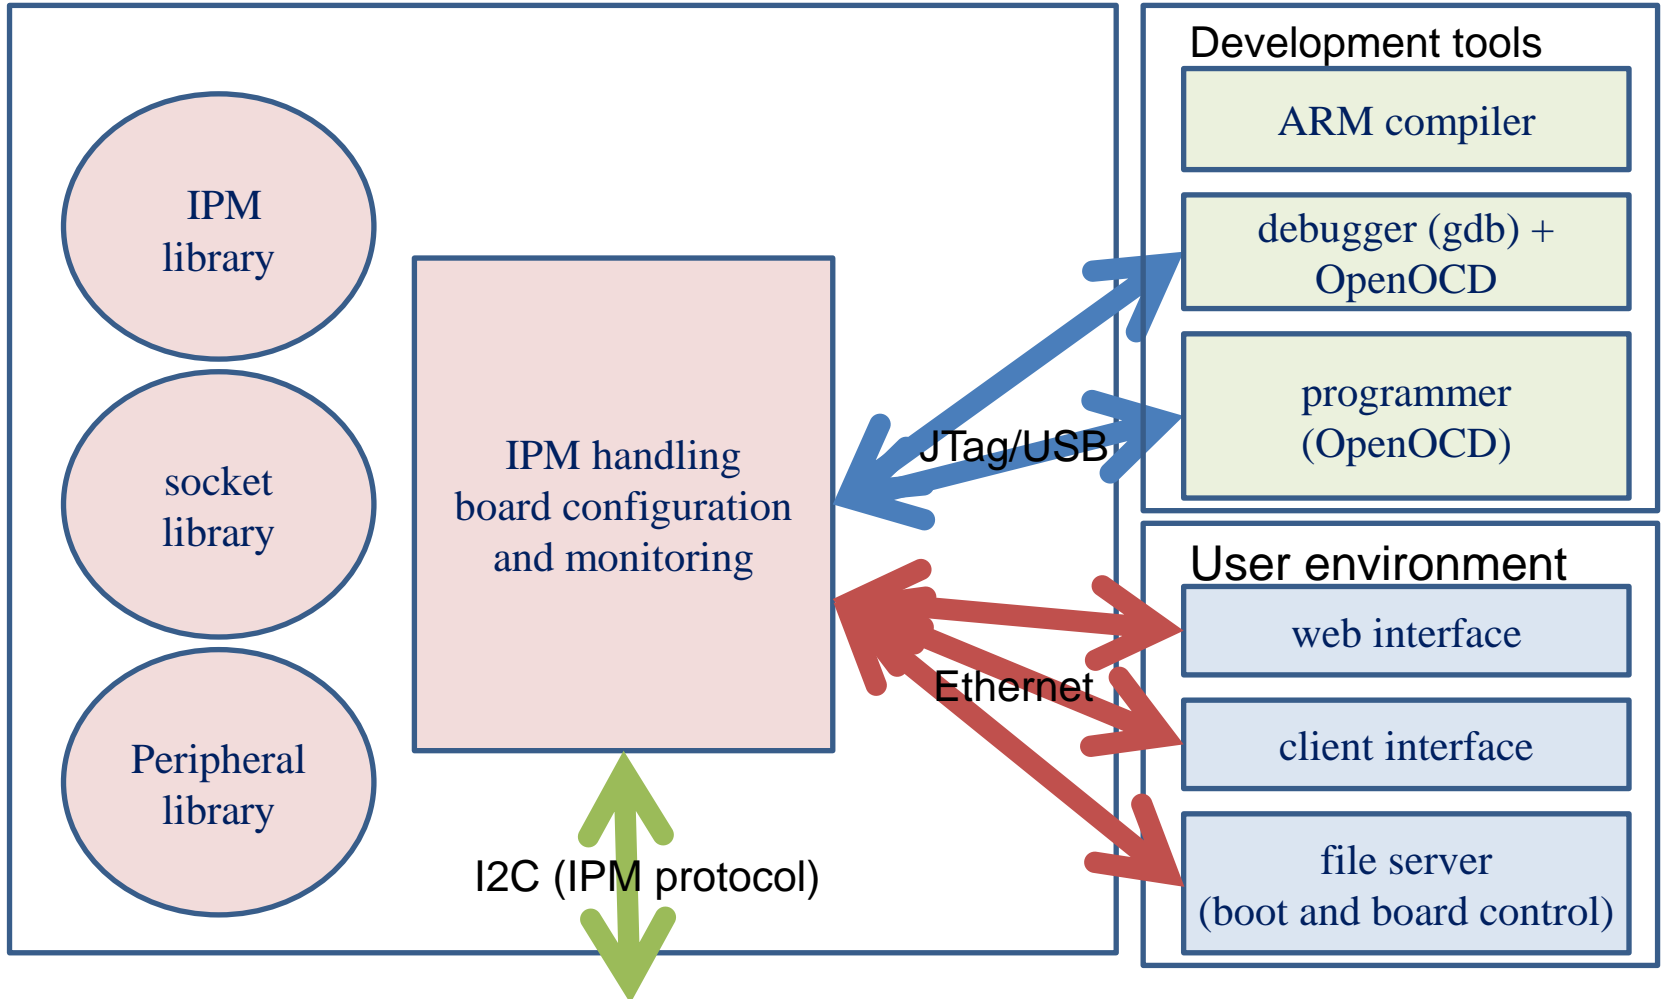 IPM
library
socket
library
Peripheral
library
IPM handling
board configuration
and monitoring
I2C (IPM protocol)
JTag/USB
Ethernet
Development tools
ARM compiler
debugger (gdb) +
OpenOCD
programmer
(OpenOCD)
User environment
web interface
client interface
file server
(boot and board control)